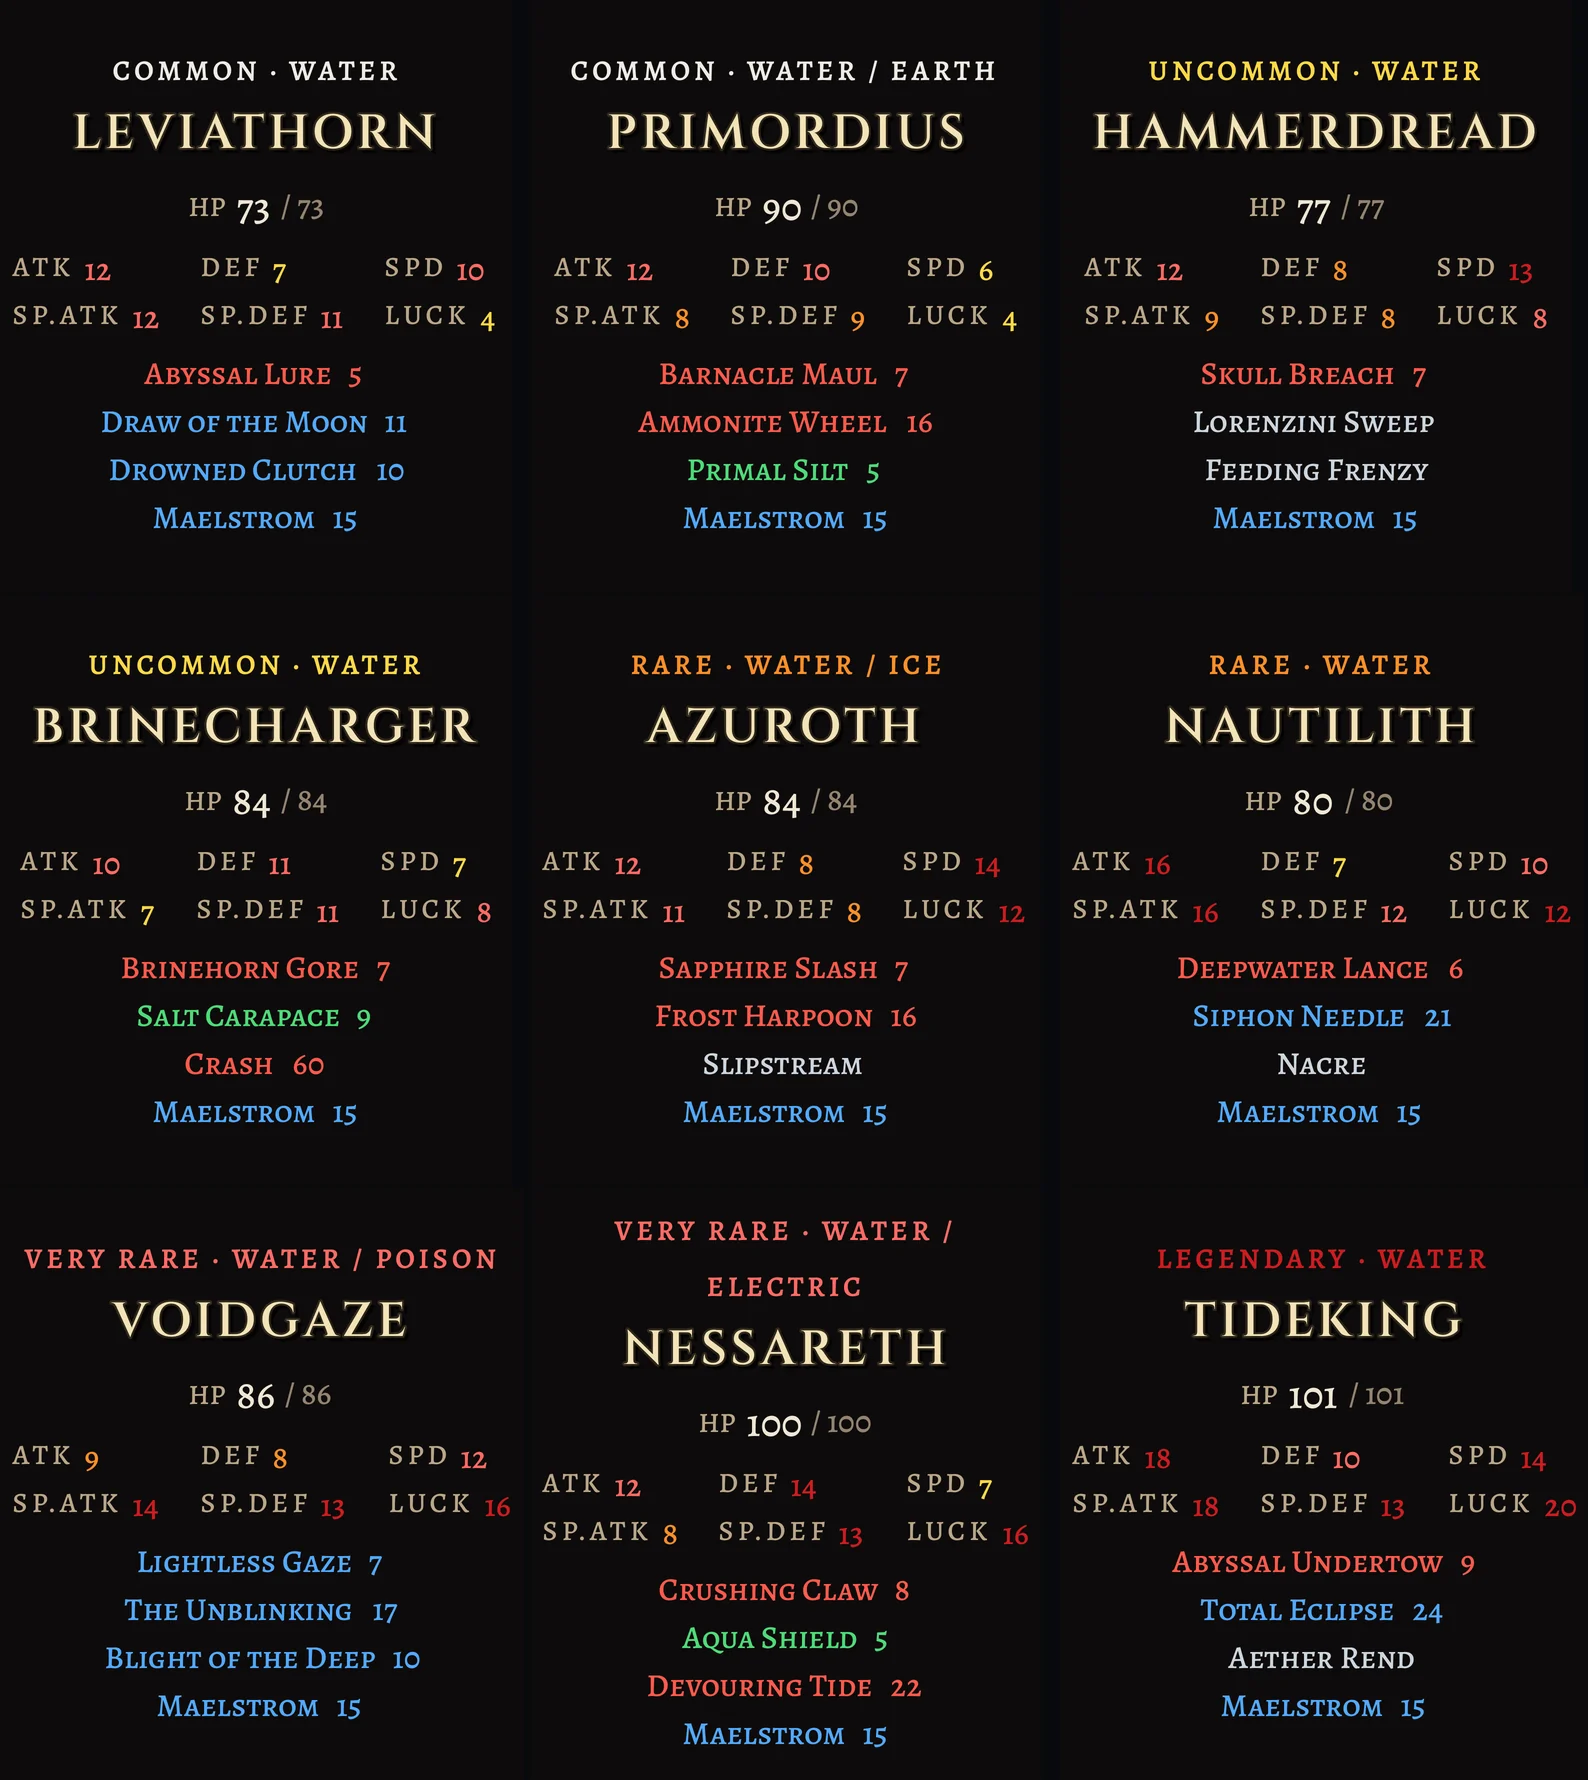 COMMON · WATER
LEVIATHORN
HP 73 / 73
ATK 12 DEF 7 SPD 10
SP.ATK 12 SP.DEF 11 LUCK 4
Abyssal Lure 5
Draw of the Moon 11
Drowned Clutch 10
Maelstrom 15
COMMON · WATER / EARTH
PRIMORDIUS
HP 90 / 90
ATK 12 DEF 10 SPD 6
SP.ATK 8 SP.DEF 9 LUCK 4
Barnacle Maul 7
Ammonite Wheel 16
Primal Silt 5
Maelstrom 15
UNCOMMON · WATER
HAMMERDREAD
HP 77 / 77
ATK 12 DEF 8 SPD 13
SP.ATK 9 SP.DEF 8 LUCK 8
Skull Breach 7
Lorenzini Sweep
Feeding Frenzy
Maelstrom 15
UNCOMMON · WATER
BRINECHARGER
HP 84 / 84
ATK 10 DEF 11 SPD 7
SP.ATK 7 SP.DEF 11 LUCK 8
Brinehorn Gore 7
Salt Carapace 9
Crash 60
Maelstrom 15
RARE · WATER / ICE
AZUROTH
HP 84 / 84
ATK 12 DEF 8 SPD 14
SP.ATK 11 SP.DEF 8 LUCK 12
Sapphire Slash 7
Frost Harpoon 16
Slipstream
Maelstrom 15
RARE · WATER
NAUTILITH
HP 80 / 80
ATK 16 DEF 7 SPD 10
SP.ATK 16 SP.DEF 12 LUCK 12
Deepwater Lance 6
Siphon Needle 21
Nacre
Maelstrom 15
VERY RARE · WATER / POISON
VOIDGAZE
HP 86 / 86
ATK 9 DEF 8 SPD 12
SP.ATK 14 SP.DEF 13 LUCK 16
Lightless Gaze 7
The Unblinking 17
Blight of the Deep 10
Maelstrom 15
VERY RARE · WATER /
ELECTRIC
NESSARETH
HP 100 / 100
ATK 12 DEF 14 SPD 7
SP.ATK 8 SP.DEF 13 LUCK 16
Crushing Claw 8
Aqua Shield 5
Devouring Tide 22
Maelstrom 15
LEGENDARY · WATER
TIDEKING
HP 101 / 101
ATK 18 DEF 10 SPD 14
SP.ATK 18 SP.DEF 13 LUCK 20
Abyssal Undertow 9
Total Eclipse 24
Aether Rend
Maelstrom 15